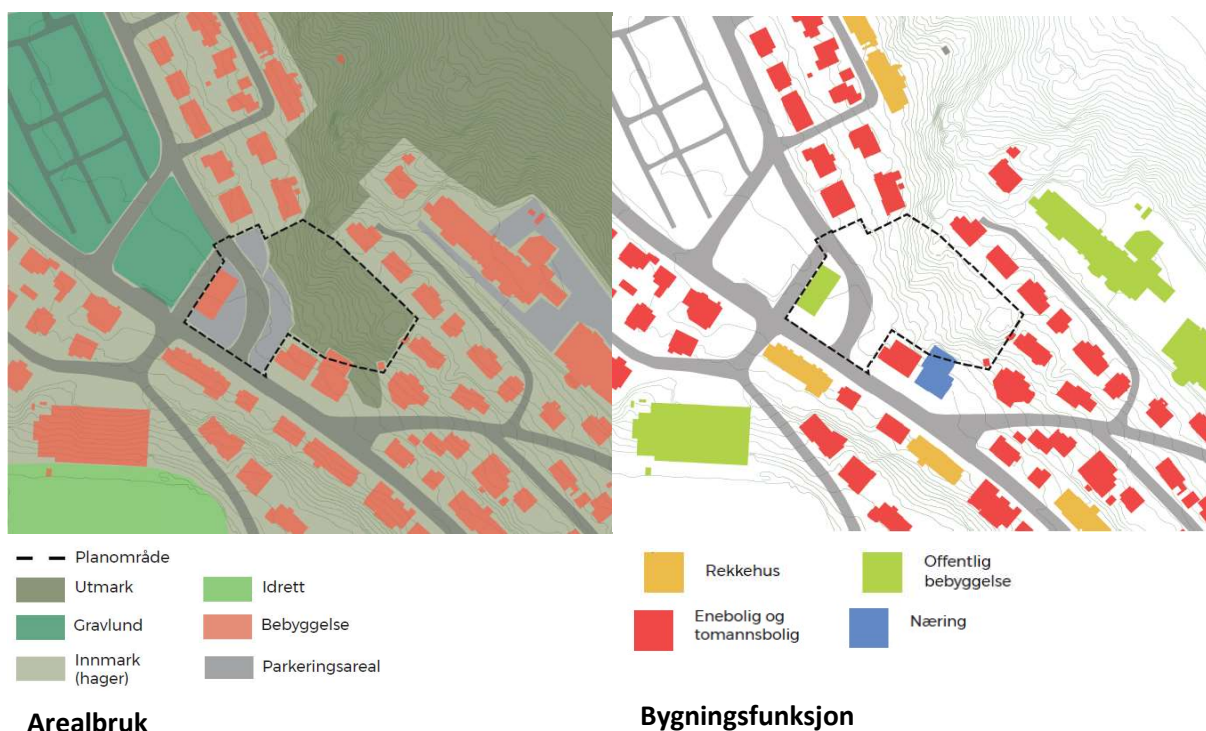 Planområde
Utmark
Idrett
Gravlund
Bebyggelse
Innmark
(hager)
Parkeringsareal
Arealbruk
Rekkehus
Offentlig
bebyggelse
Enebolig og
tomannsbolig
Næring
Bygningsfunksjon